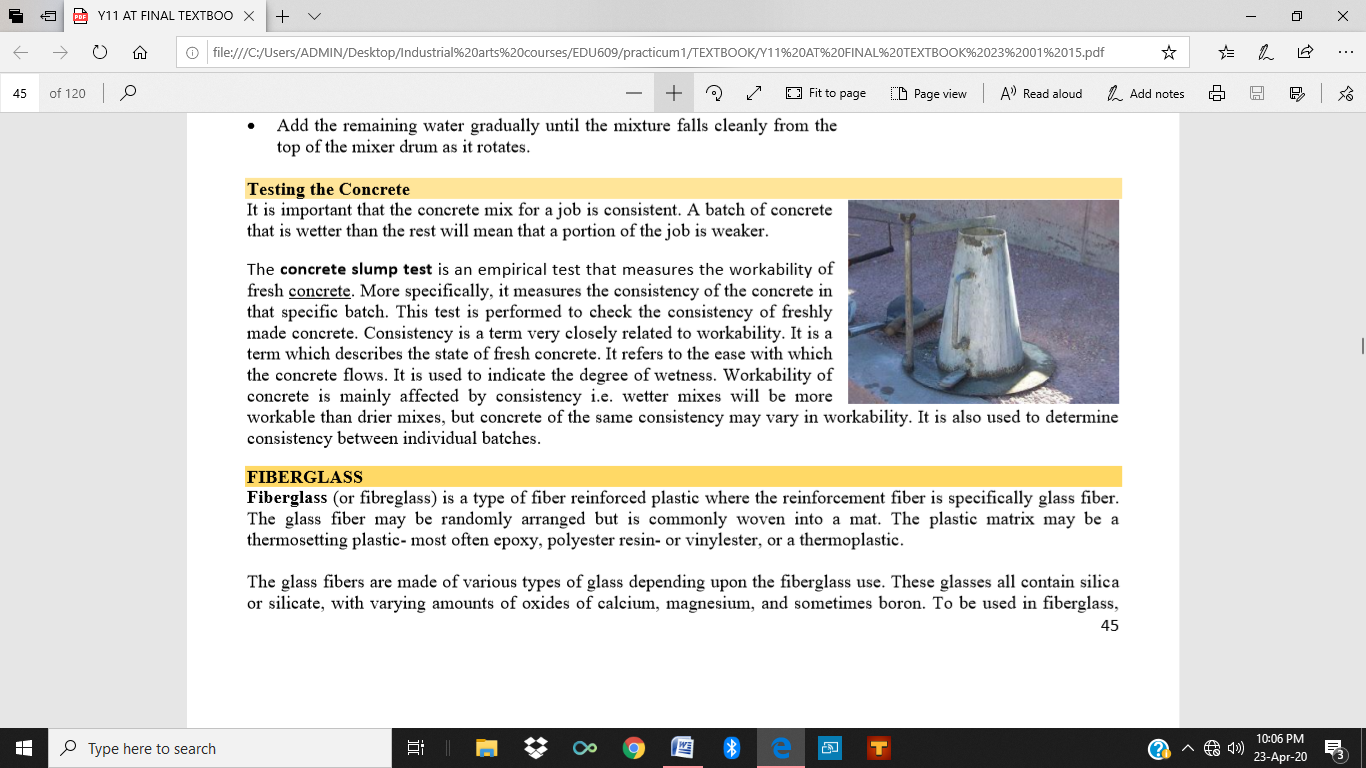 Y11 AT FINAL TEXTBOO
file:///C:/Users/ADMIN/Desktop/Industrial%20arts%20courses/EDU609/practicum1/TEXTBOOK/Y11%20AT%20FINAL%20TEXTBOOK%2023%2001%2015.pdf
45 of 120
Fit to page
Page view
Read aloud
Add notes
• Add the remaining water gradually until the mixture falls cleanly from the
top of the mixer drum as it rotates.
Testing the Concrete
It is important that the concrete mix for a job is consistent. A batch of concrete
that is wetter than the rest will mean that a portion of the job is weaker.
The concrete slump test is an empirical test that measures the workability of
fresh concrete. More specifically, it measures the consistency of the concrete in
that specific batch. This test is performed to check the consistency of freshly
made concrete. Consistency is a term very closely related to workability. It is a
term which describes the state of fresh concrete. It refers to the ease with which
the concrete flows. It is used to indicate the degree of wetness. Workability of
concrete is mainly affected by consistency i.e. wetter mixes will be more
workable than drier mixes, but concrete of the same consistency may vary in workability. It is also used to determine
consistency between individual batches.
FIBERGLASS
Fiberglass (or fibreglass) is a type of fiber reinforced plastic where the reinforcement fiber is specifically glass fiber.
The glass fiber may be randomly arranged but is commonly woven into a mat. The plastic matrix may be a
thermosetting plastic- most often epoxy, polyester resin- or vinylester, or a thermoplastic.
The glass fibers are made of various types of glass depending upon the fiberglass use. These glasses all contain silica
or silicate, with varying amounts of oxides of calcium, magnesium, and sometimes boron. To be used in fiberglass,
45
Type here to search
10:06 PM
23-Apr-20
3